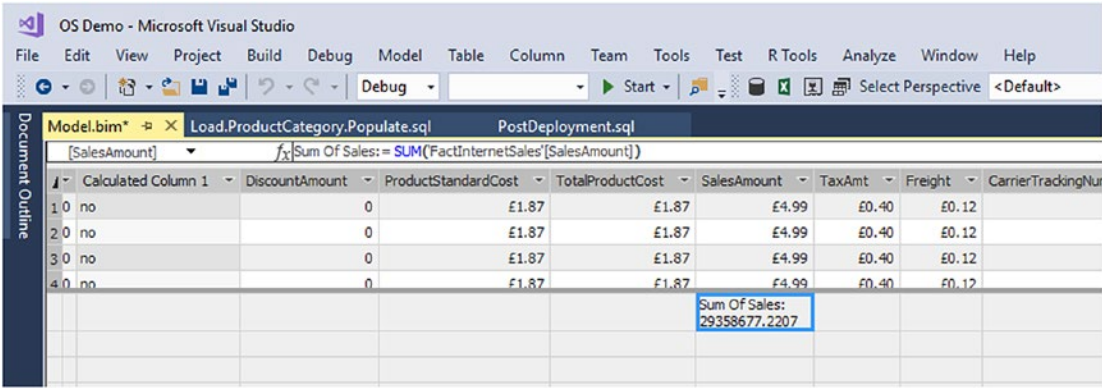 OS Demo - Microsoft Visual Studio
File Edit View Project Build Debug Model Table Column Team Tools Test R Tools Analyze Window Help
Debug Start Select Perspective <Default>
Document Outline
Model.bim* Load.ProductCategory.Populate.sql PostDeployment.sql
[SalesAmount] fx Sum Of Sales:= SUM('FactInternetSales'[SalesAmount])
Calculated Column 1 DiscountAmount ProductStandardCost TotalProductCost SalesAmount TaxAmt Freight CarrierTrackingNu
1 0 no 0 £1.87 £1.87 £4.99 £0.40 £0.12
2 0 no 0 £1.87 £1.87 £4.99 £0.40 £0.12
3 0 no 0 £1.87 £1.87 £4.99 £0.40 £0.12
4 0 no 0 £1.87 £1.87 £4.99 £0.40 £0.12
Sum Of Sales:
29358677.2207